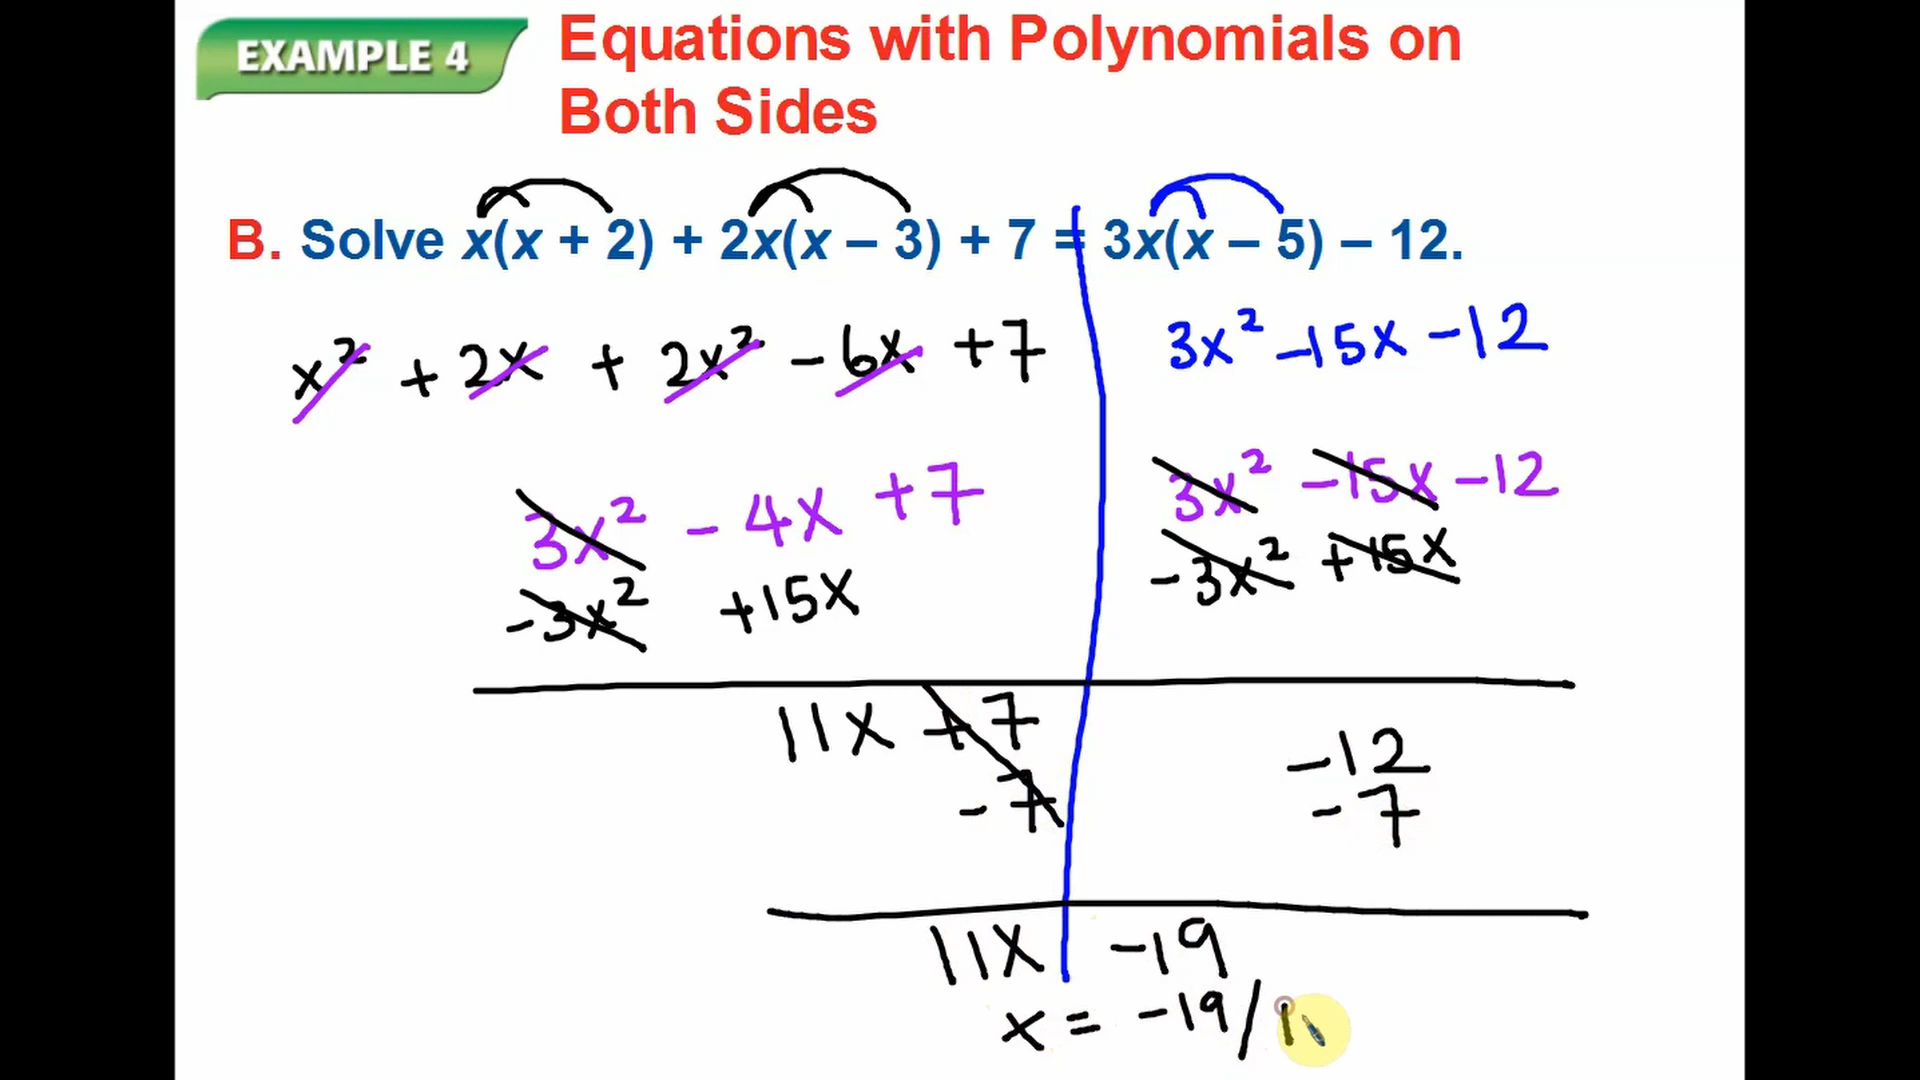 EXAMPLE 4
Equations with Polynomials on
Both Sides
B. Solve x(x + 2) + 2x(x – 3) + 7 = 3x(x – 5) – 12.
x² + 2x + 2x² - 6x + 7 3x² - 15x - 12
3x² - 4x + 7 3x² - 15x - 12
-3x² +15x -3x² +15x
11x + 7 -12
-7 -7
11x -19
x = -19/1